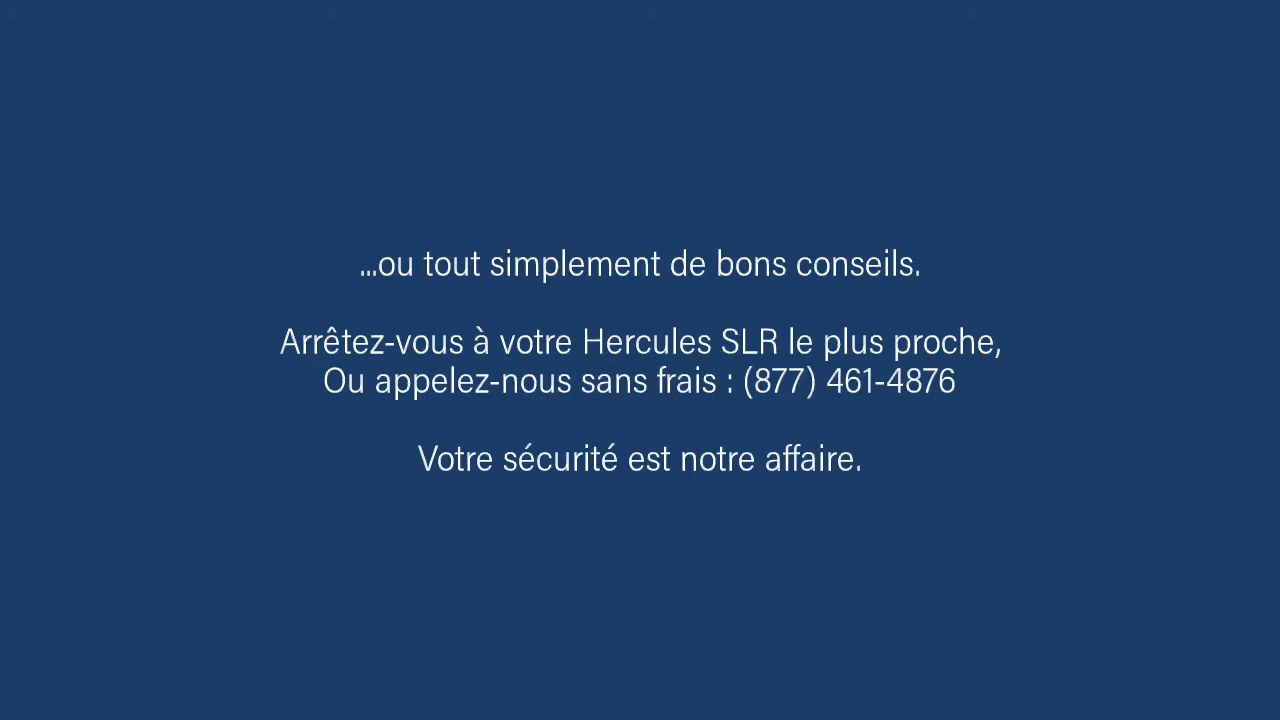 ...ou tout simplement de bons conseils.
Arrêtez-vous à votre Hercules SLR le plus proche,
Ou appelez-nous sans frais : (877) 461-4876
Votre sécurité est notre affaire.